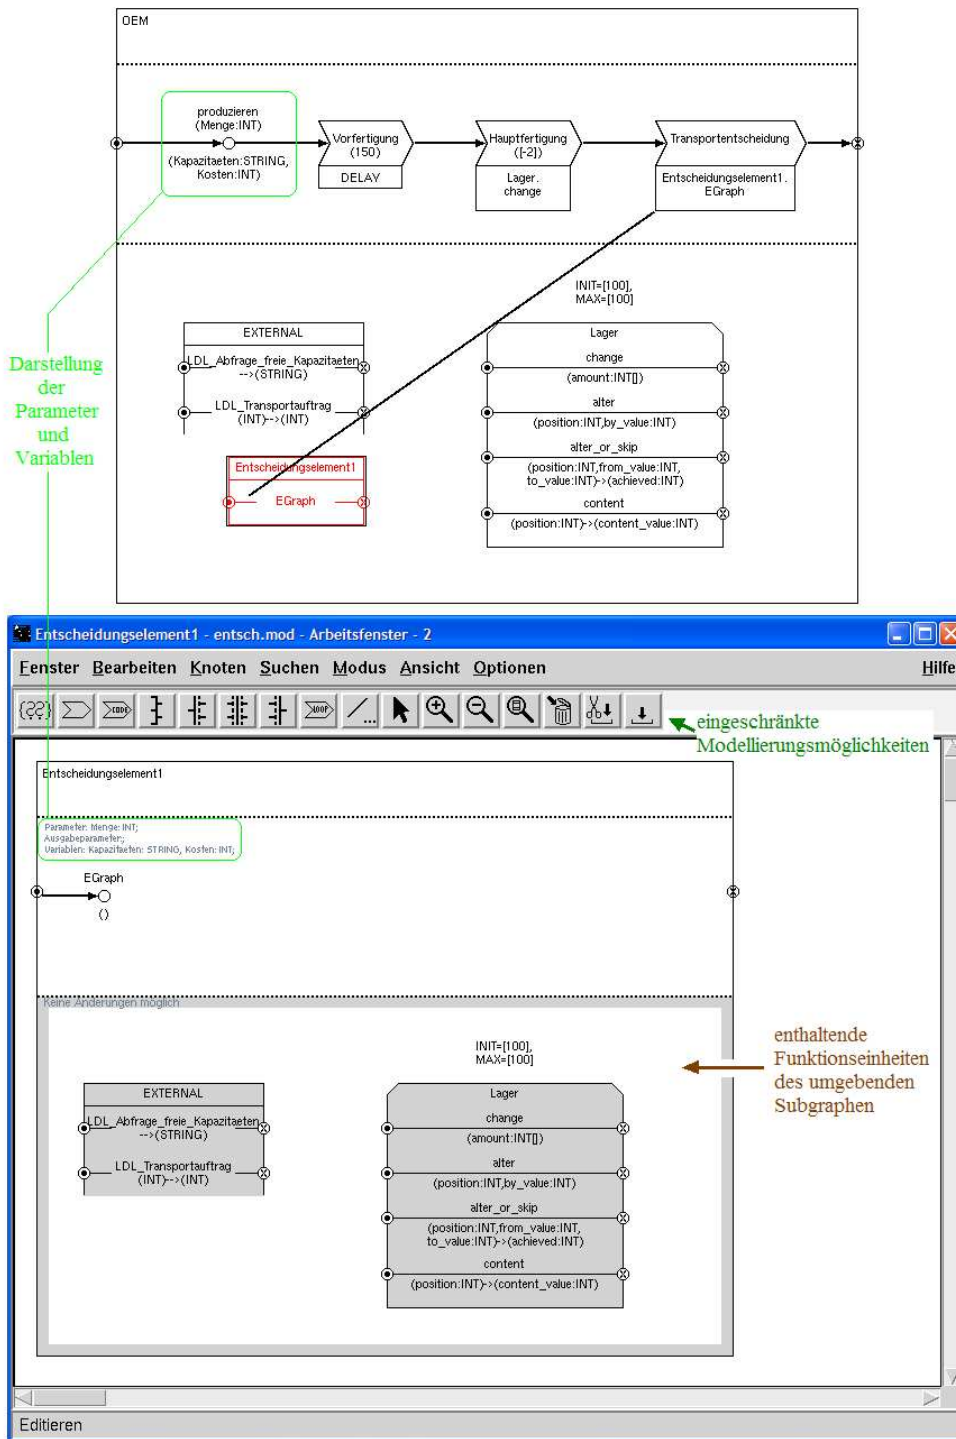 OEM
produzieren
(Menge:INT)
(Kapazitaeten:STRING,
Kosten:INT)
Vorfertigung
(150)
DELAY
Hauptfertigung
([-2])
Lager.
change
Transportentscheidung
Entscheidungselement1.
EGraph
INIT=[100],
MAX=[100]
EXTERNAL
LDL_Abfrage_freie_Kapazitaeten
-->(STRING)
LDL_Transportauftrag
(INT)-->(INT)
Entscheidungselement1
EGraph
Lager
change
(amount:INT[])
alter
(position:INT,by_value:INT)
alter_or_skip
(position:INT,from_value:INT,
to_value:INT)->(achieved:INT)
content
(position:INT)->(content_value:INT)
Darstellung
der
Parameter
und
Variablen
Entscheidungselement1 - entsch.mod - Arbeitsfenster - 2
Fenster Bearbeiten Knoten Suchen Modus Ansicht Optionen Hilfe
{??} CODE LOOP
eingeschränkte
Modellierungsmöglichkeiten
Entscheidungselement1
Parameter: Menge: INT;
Ausgabeparameter:;
Variablen: Kapazitaeten: STRING, Kosten: INT;
EGraph
()
Keine Änderungen möglich
INIT=[100],
MAX=[100]
EXTERNAL
LDL_Abfrage_freie_Kapazitaeten
-->(STRING)
LDL_Transportauftrag
(INT)-->(INT)
Lager
change
(amount:INT[])
alter
(position:INT,by_value:INT)
alter_or_skip
(position:INT,from_value:INT,
to_value:INT)->(achieved:INT)
content
(position:INT)->(content_value:INT)
enthaltende
Funktionseinheiten
des umgebenden
Subgraphen
Editieren